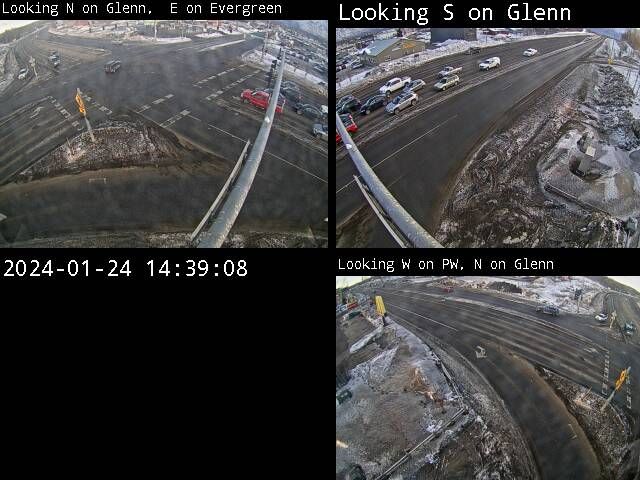 Looking N on Glenn, E on Evergreen
Looking S on Glenn
2024-01-24 14:39:08
Looking W on PW, N on Glenn